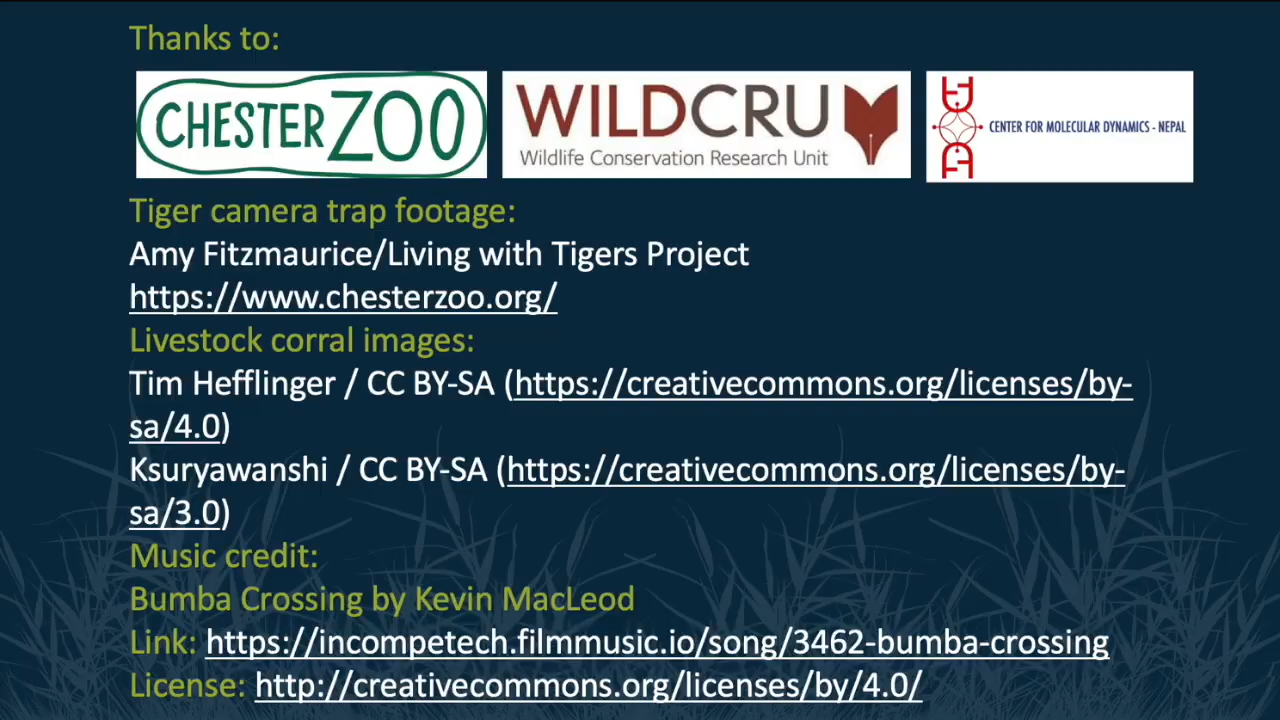 Thanks to:
CHESTER ZOO
WILDCRU
Wildlife Conservation Research Unit
CENTER FOR MOLECULAR DYNAMICS - NEPAL
Tiger camera trap footage:
Amy Fitzmaurice/Living with Tigers Project
https://www.chesterzoo.org/
Livestock corral images:
Tim Hefflinger / CC BY-SA (https://creativecommons.org/licenses/by-
sa/4.0)
Ksuryawanshi / CC BY-SA (https://creativecommons.org/licenses/by-
sa/3.0)
Music credit:
Bumba Crossing by Kevin MacLeod
Link: https://incompetech.filmmusic.io/song/3462-bumba-crossing
License: http://creativecommons.org/licenses/by/4.0/